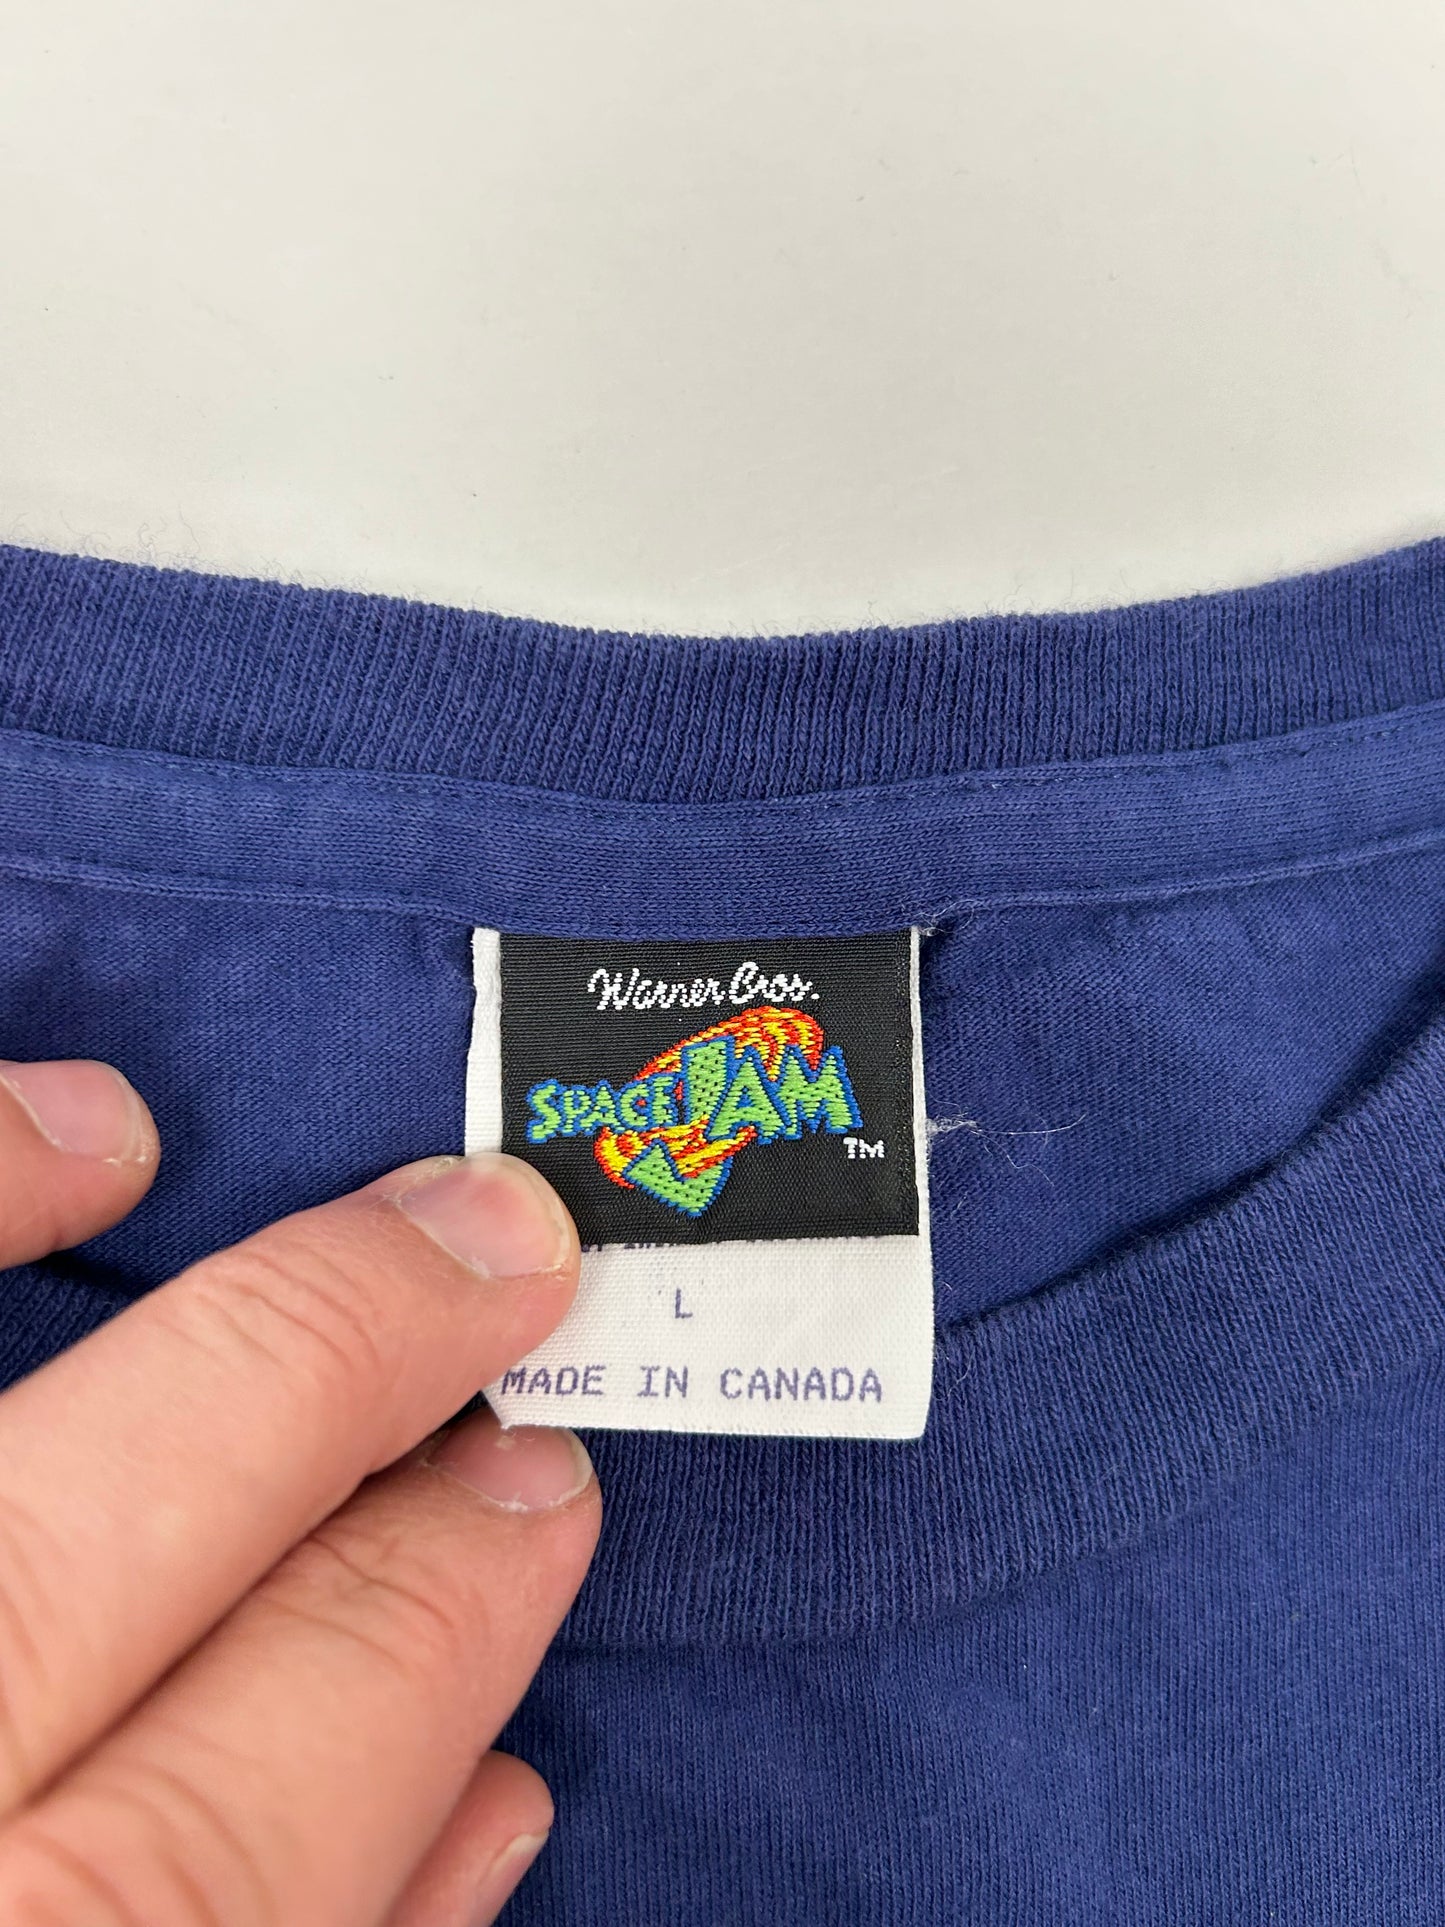 Warner Bros.
SPACE JAM
TM
L
MADE IN CANADA